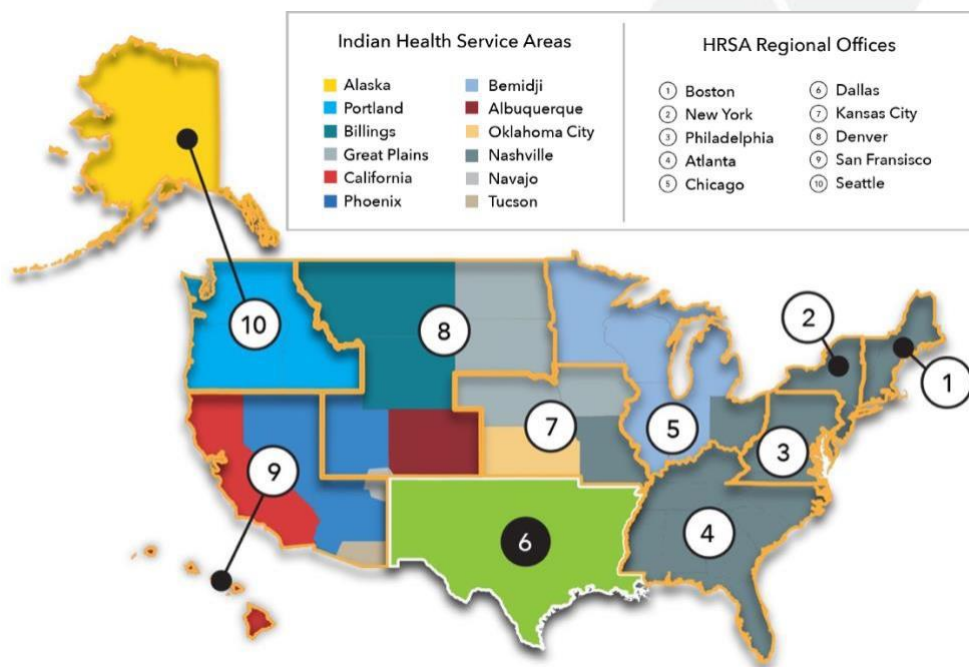 Indian Health Service Areas
Alaska
Portland
Billings
Great Plains
California
Phoenix
Bemidji
Albuquerque
Oklahoma City
Nashville
Navajo
Tucson
HRSA Regional Offices
1 Boston
2 New York
3 Philadelphia
4 Atlanta
5 Chicago
6 Dallas
7 Kansas City
8 Denver
9 San Fransisco
10 Seattle
10
8
2
1
7
5
3
9
6
4